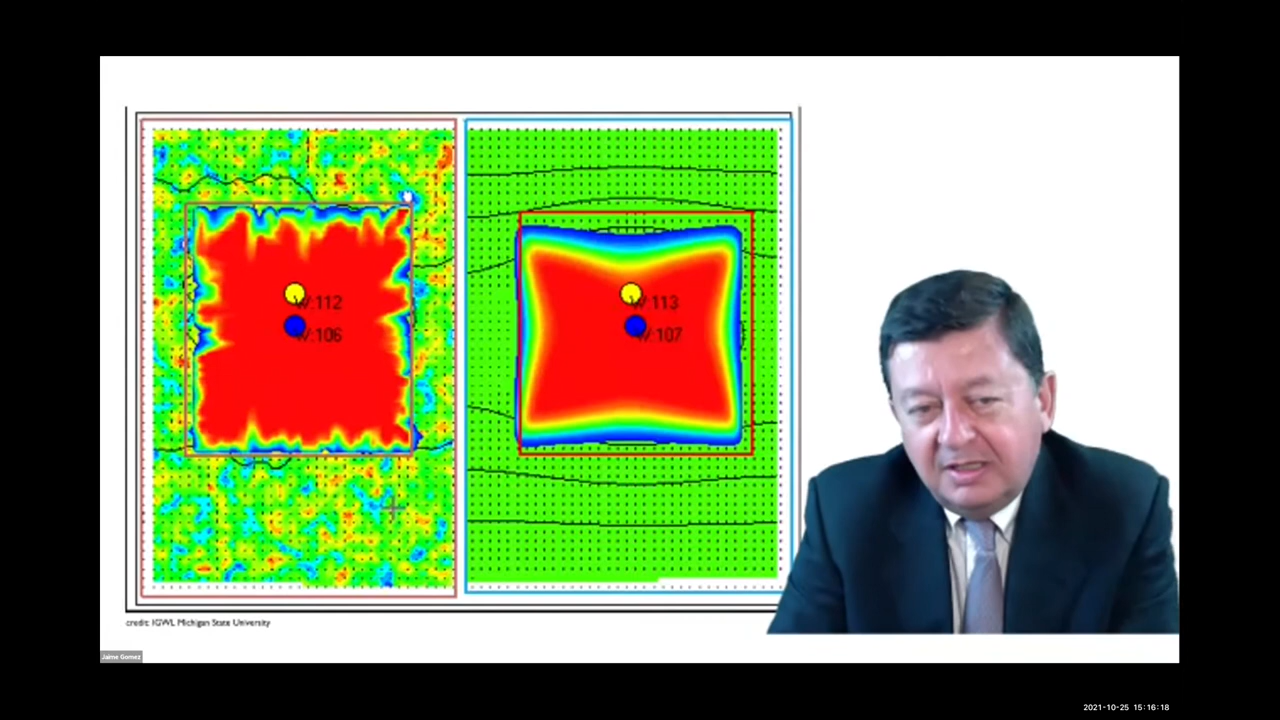 W:112
W:106
W:113
W:107
credit: IGWL Michigan State University
Jaime Gomez
2021-10-25 15:16:18